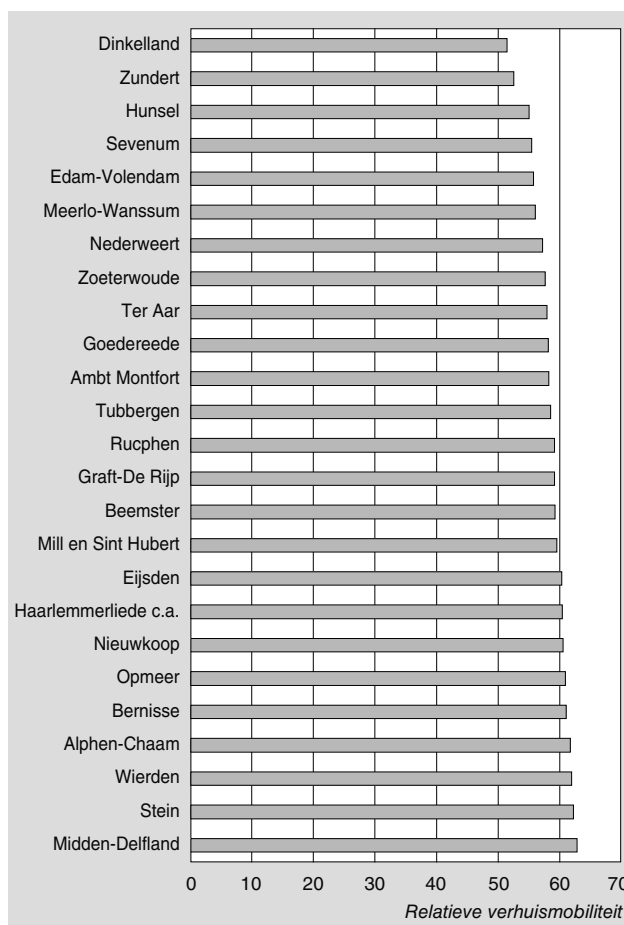 Dinkelland
Zundert
Hunsel
Sevenum
Edam-Volendam
Meerlo-Wanssum
Nederweert
Zoeterwoude
Ter Aar
Goedereede
Ambt Montfort
Tubbergen
Rucphen
Graft-De Rijp
Beemster
Mill en Sint Hubert
Eijsden
Haarlemmerliede c.a.
Nieuwkoop
Opmeer
Bernisse
Alphen-Chaam
Wierden
Stein
Midden-Delfland
0 10 20 30 40 50 60 70
Relatieve verhuismobiliteit